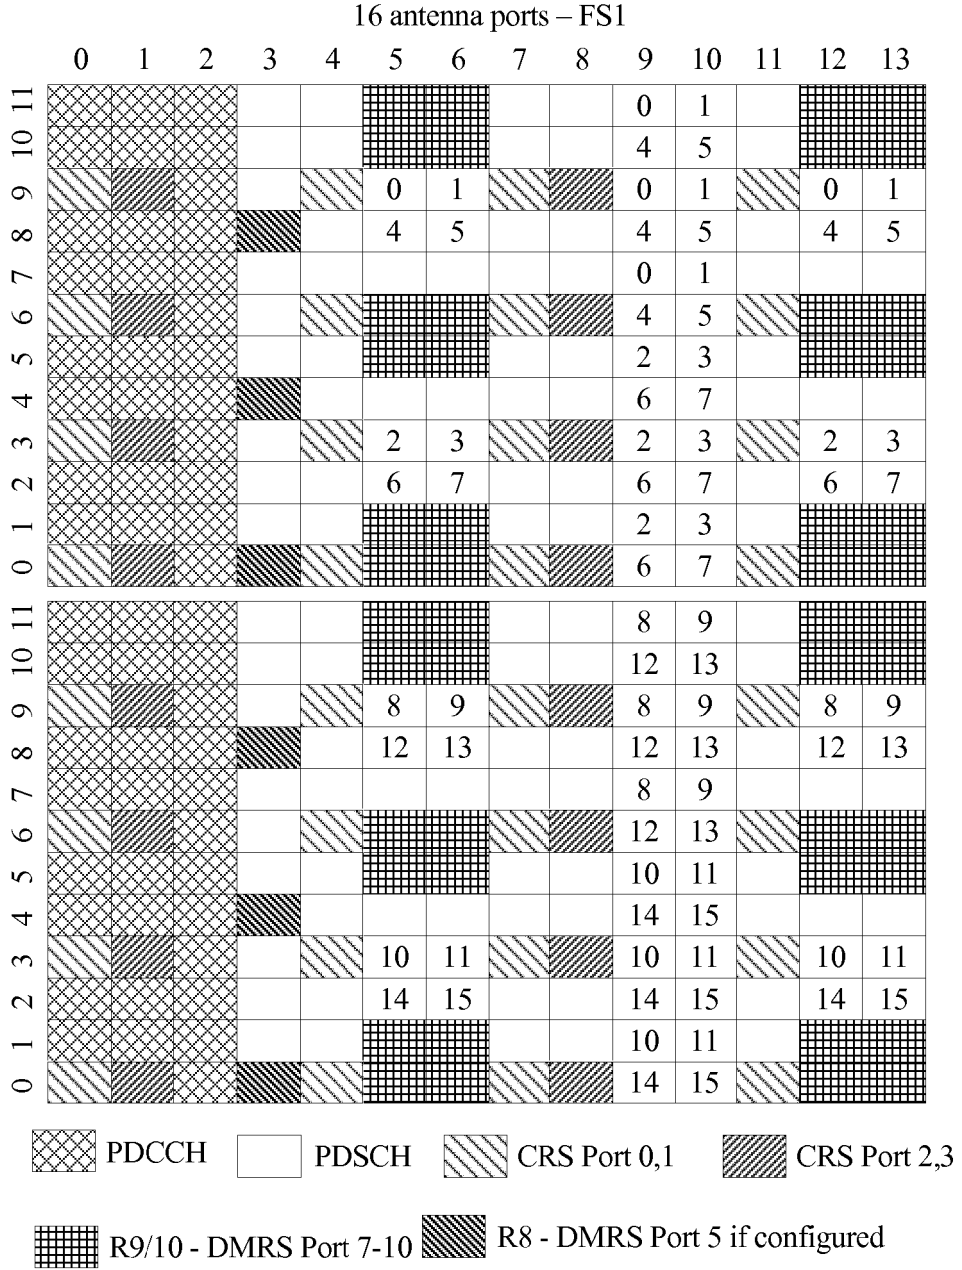 16 antenna ports – FS1
0 1 2 3 4 5 6 7 8 9 10 11 12 13
11 0 1
10 4 5
9 0 1 0 1 0 1
8 4 5 4 5 4 5
7 0 1
6 4 5
5 2 3
4 6 7
3 2 3 2 3 2 3
2 6 7 6 7 6 7
1 2 3
0 6 7
11 8 9
10 12 13
9 8 9 8 9 8 9
8 12 13 12 13 12 13
7 8 9
6 12 13
5 10 11
4 14 15
3 10 11 10 11 10 11
2 14 15 14 15 14 15
1 10 11
0 14 15
PDCCH PDSCH CRS Port 0,1 CRS Port 2,3
R9/10 - DMRS Port 7-10 R8 - DMRS Port 5 if configured